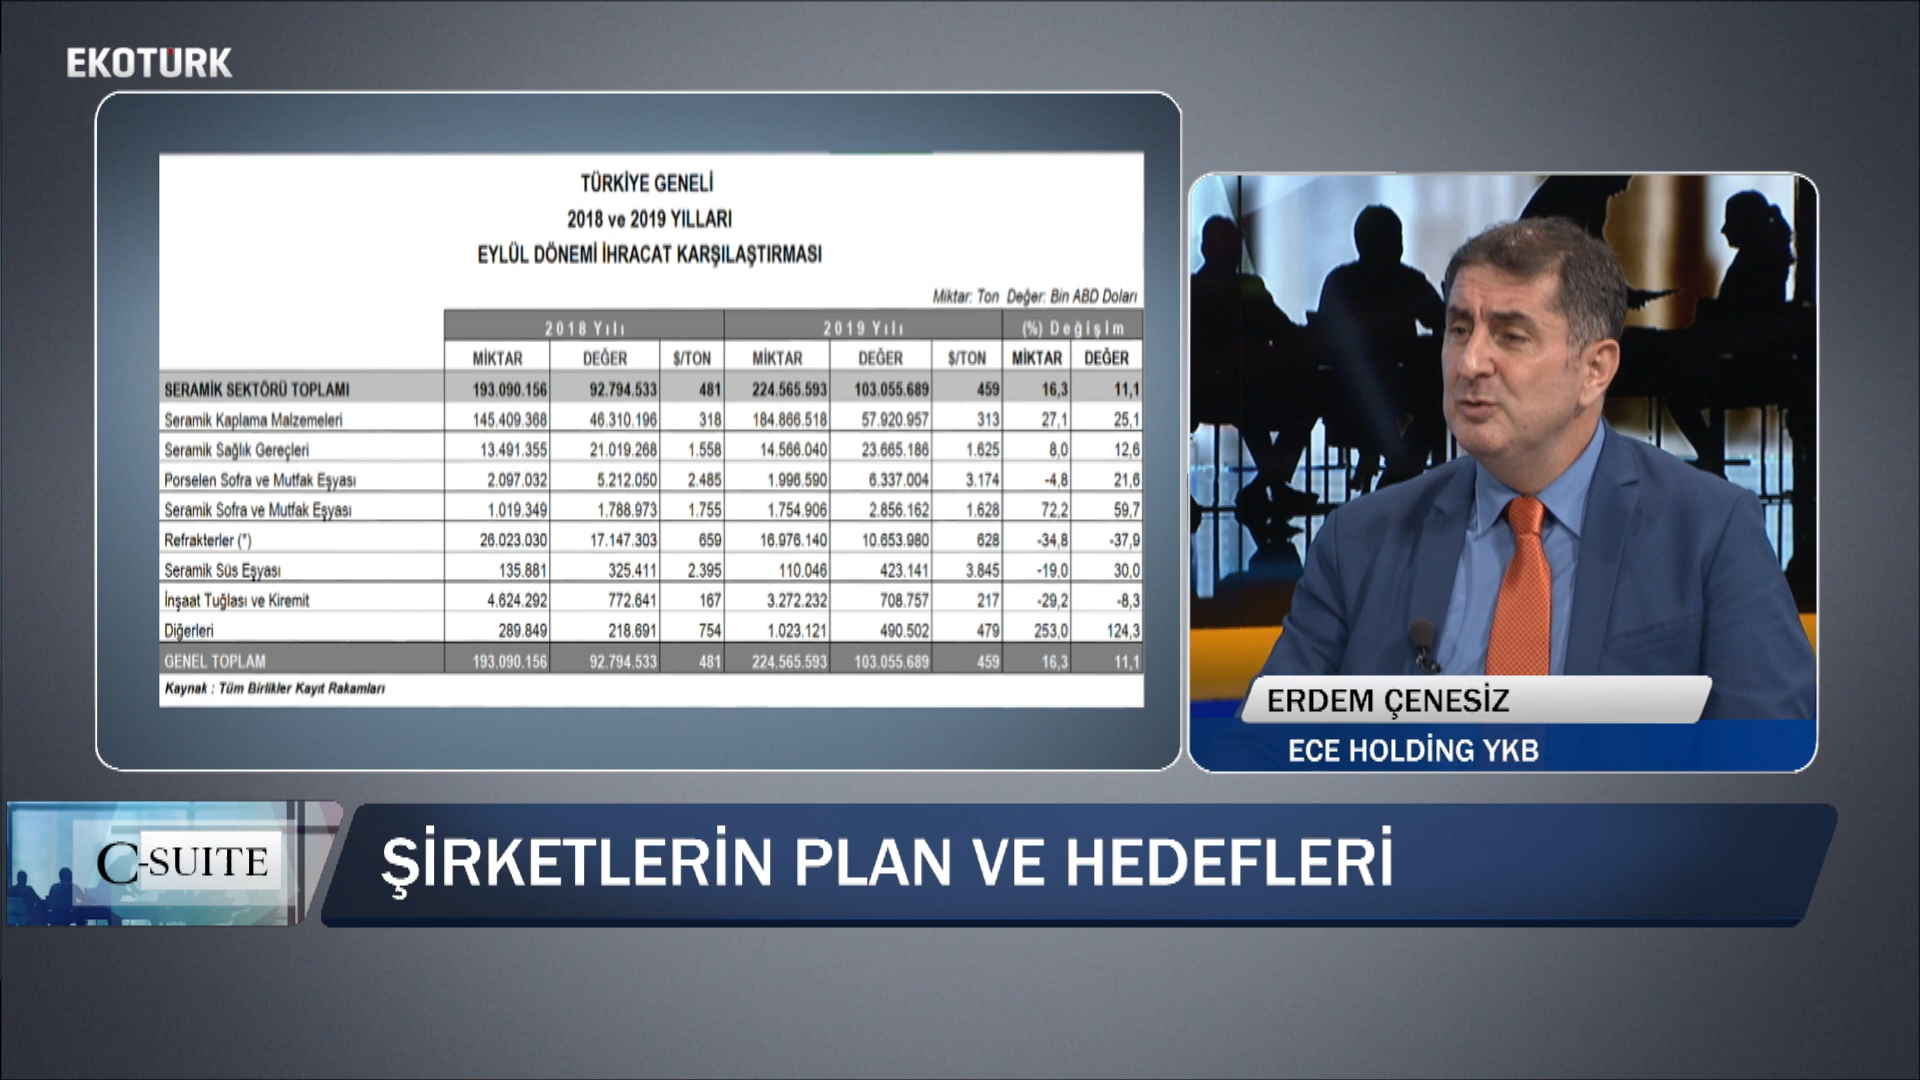 EKOTÜRK
TÜRKİYE GENELİ
2018 ve 2019 YILLARI
EYLÜL DÖNEMİ İHRACAT KARŞILAŞTIRMASI
Miktar: Ton Değer: Bin ABD Doları
2018 Yılı 2019 Yılı (%) Değişim
MİKTAR DEĞER $/TON MİKTAR DEĞER $/TON MİKTAR DEĞER
SERAMİK SEKTÖRÜ TOPLAMI 193.090.156 92.794.533 481 224.565.593 103.055.689 459 16,3 11,1
Seramik Kaplama Malzemeleri 145.409.368 46.310.196 318 184.866.518 57.920.957 313 27,1 25,1
Seramik Sağlık Gereçleri 13.491.355 21.019.268 1.558 14.566.040 23.665.186 1.625 8,0 12,6
Porselen Sofra ve Mutfak Eşyası 2.097.032 5.212.050 2.485 1.996.590 6.337.004 3.174 -4,8 21,6
Seramik Sofra ve Mutfak Eşyası 1.019.349 1.788.973 1.755 1.754.906 2.856.162 1.628 72,2 59,7
Refrakterler (*) 26.023.030 17.147.303 659 16.976.140 10.653.980 628 -34,8 -37,9
Seramik Süs Eşyası 135.881 325.411 2.395 110.046 423.141 3.845 -19,0 30,0
İnşaat Tuğlası ve Kiremit 4.624.292 772.641 167 3.272.232 708.757 217 -29,2 -8,3
Diğerleri 289.849 218.691 754 1.023.121 490.502 479 253,0 124,3
GENEL TOPLAM 193.090.156 92.794.533 481 224.565.593 103.055.689 459 16,3 11,1
Kaynak : Tüm Birlikler Kayıt Rakamları
ERDEM ÇENESİZ
ECE HOLDİNG YKB
C-SUITE
ŞİRKETLERİN PLAN VE HEDEFLERİ